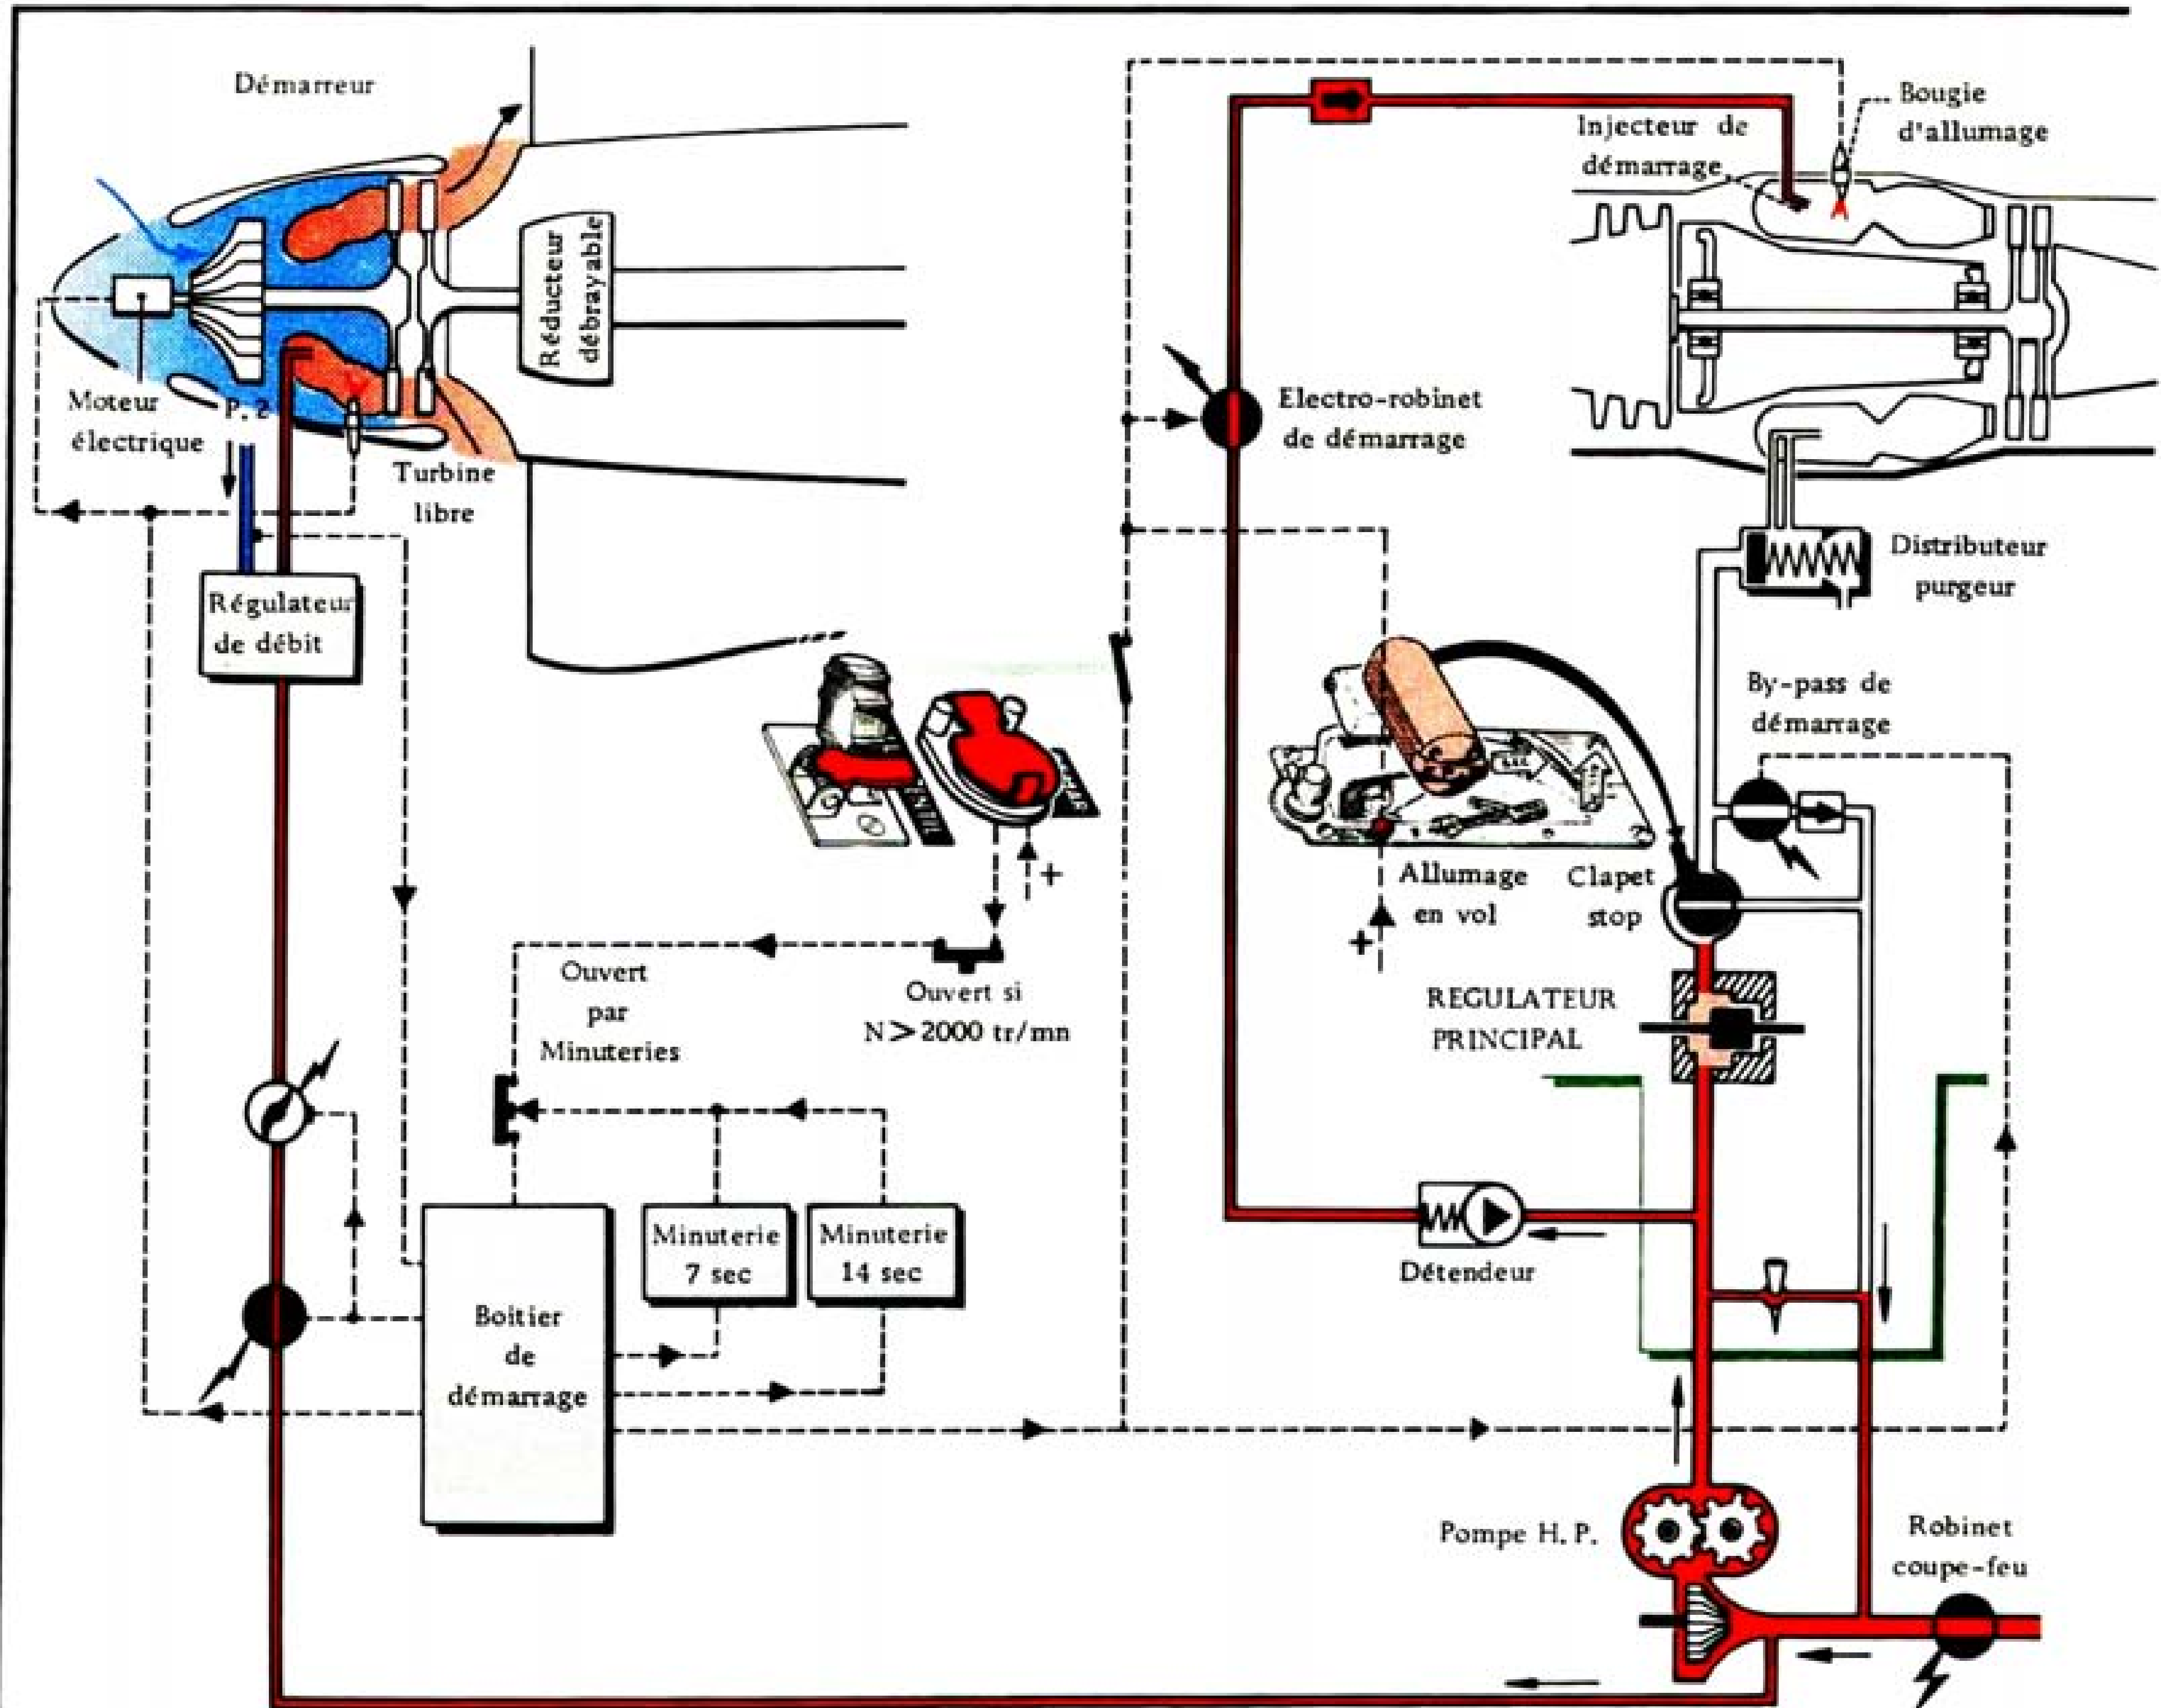 Démarreur
Bougie
d'allumage
Injecteur de
démarrage
Réducteur
débrayable
Moteur
électrique
P. 2
Turbine
libre
Electro-robinet
de démarrage
Distributeur
purgeur
Régulateur
de débit
By-pass de
démarrage
+
Allumage
en vol
+
Clapet
stop
Ouvert
par
Minuteries
Ouvert si
N>2000 tr/mn
REGULATEUR
PRINCIPAL
Minuterie
7 sec
Minuterie
14 sec
Détendeur
Boitier
de
démarrage
Pompe H. P.
Robinet
coupe-feu